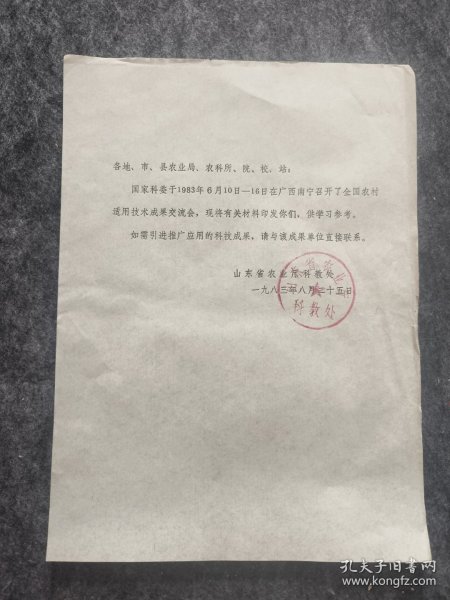 各地、市、县农业局、农科所、院、校、站：
国家科委于1983年6月10日—16日在广西南宁召开了全国农村
适用技术成果交流会，现将有关材料印发你们，供学习参考。
如需引进推广应用的科技成果，请与该成果单位直接联系。
山东省农业厅科教处
一九八三年八月二十五日
科教处
孔夫子旧书网
www.kongfz.com